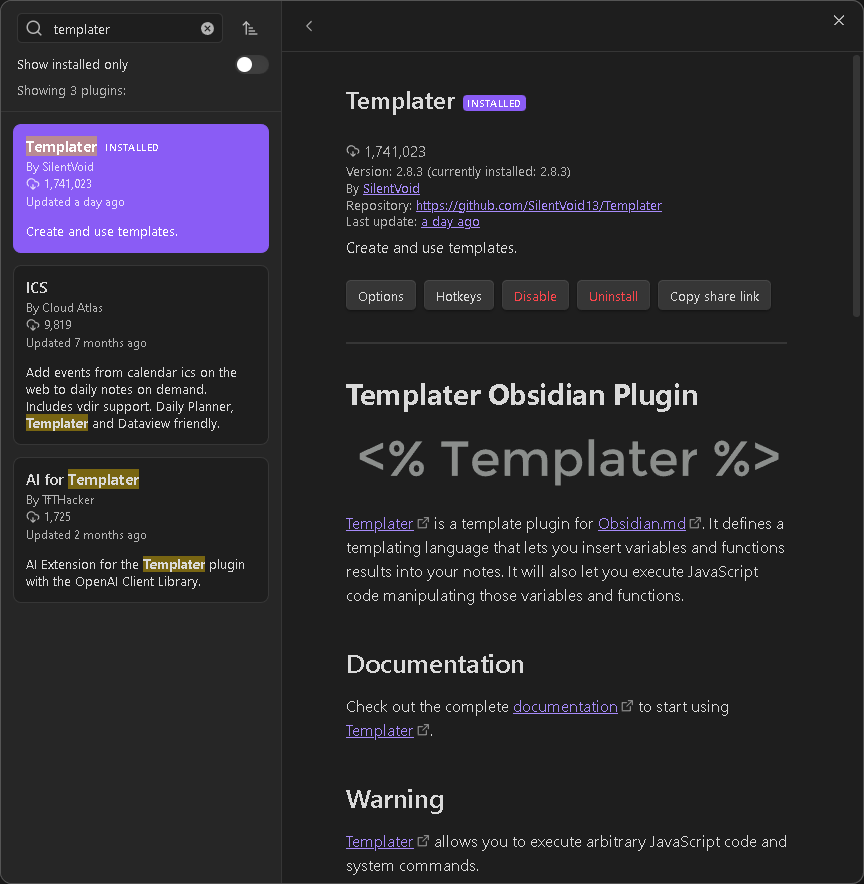 templater
Show installed only
Showing 3 plugins:
Templater INSTALLED
By SilentVoid
1,741,023
Updated a day ago
Create and use templates.
ICS
By Cloud Atlas
9,819
Updated 7 months ago
Add events from calendar ics on the
web to daily notes on demand.
Includes vdir support. Daily Planner,
Templater and Dataview friendly.
AI for Templater
By TfTHacker
1,725
Updated 2 months ago
AI Extension for the Templater plugin
with the OpenAI Client Library.
Templater INSTALLED
1,741,023
Version: 2.8.3 (currently installed: 2.8.3)
By SilentVoid
Repository: https://github.com/SilentVoid13/Templater
Last update: a day ago
Create and use templates.
Options Hotkeys Disable Uninstall Copy share link
Templater Obsidian Plugin
<% Templater %>
Templater is a template plugin for Obsidian.md. It defines a
templating language that lets you insert variables and functions
results into your notes. It will also let you execute JavaScript
code manipulating those variables and functions.
Documentation
Check out the complete documentation to start using
Templater.
Warning
Templater allows you to execute arbitrary JavaScript code and
system commands.